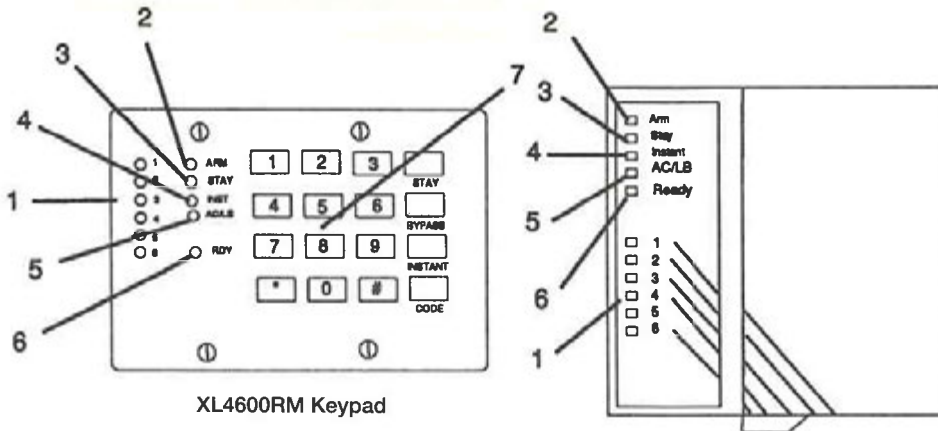 2
3
4
1
5
6
7
1
2
3
4
5
6
ARM
STAY
INST
AC/LB
RDY
1 2 3
STAY
4 5 6
BYPASS
7 8 9
INSTANT
* 0 #
CODE
XL4600RM Keypad
2
3
4
5
6
1
Arm
Stay
Instant
AC/LB
Ready
1
2
3
4
5
6